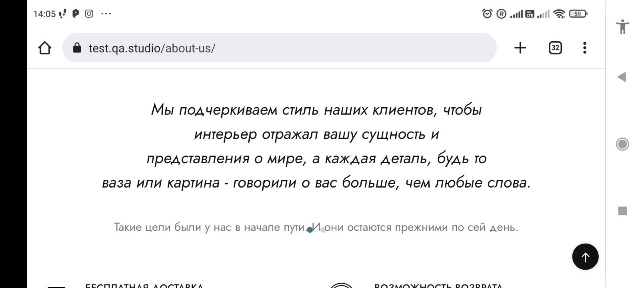 14:05
59
test.qa.studio/about-us/
32
Мы подчеркиваем стиль наших клиентов, чтобы
интерьер отражал вашу сущность и
представления о мире, а каждая деталь, будь то
ваза или картина - говорили о вас больше, чем любые слова.
Такие цели были у нас в начале пути. И они остаются прежними по сей день.
БЕСПЛАТНАЯ ДОСТАВКА
ВОЗМОЖНОСТЬ ВОЗВРАТА